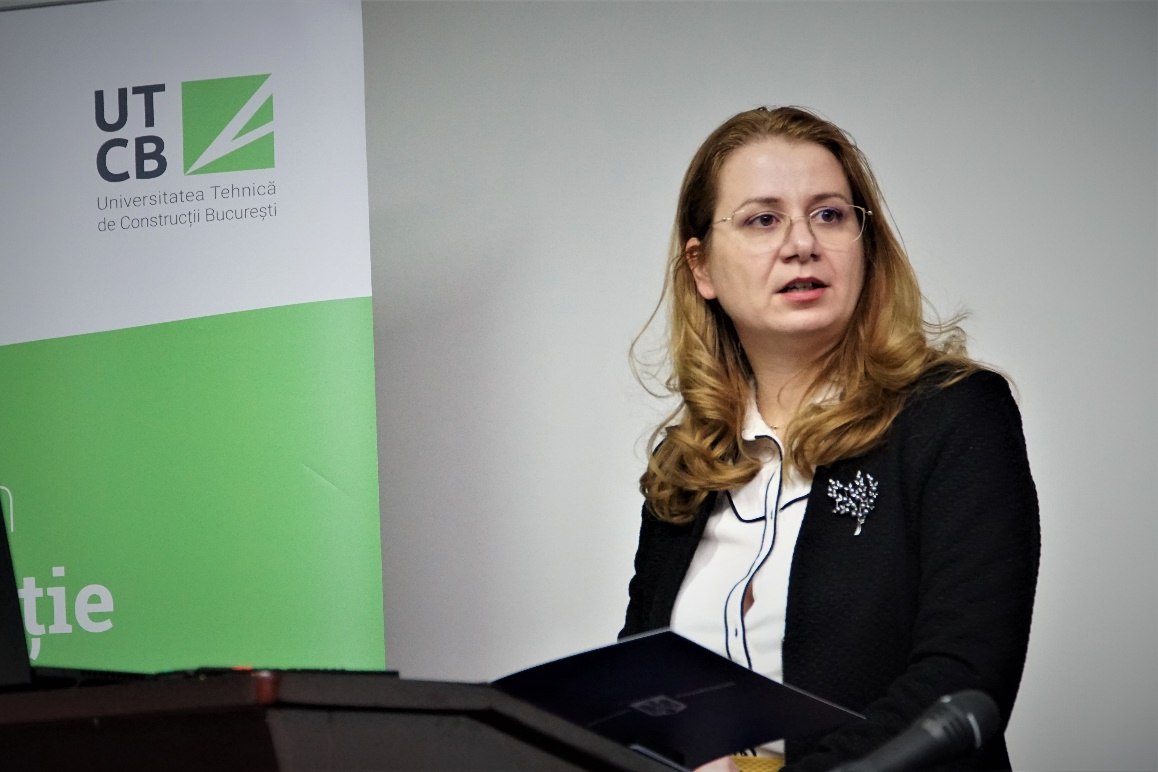 UT
CB
Universitatea Tehnică
de Construcții București
ție